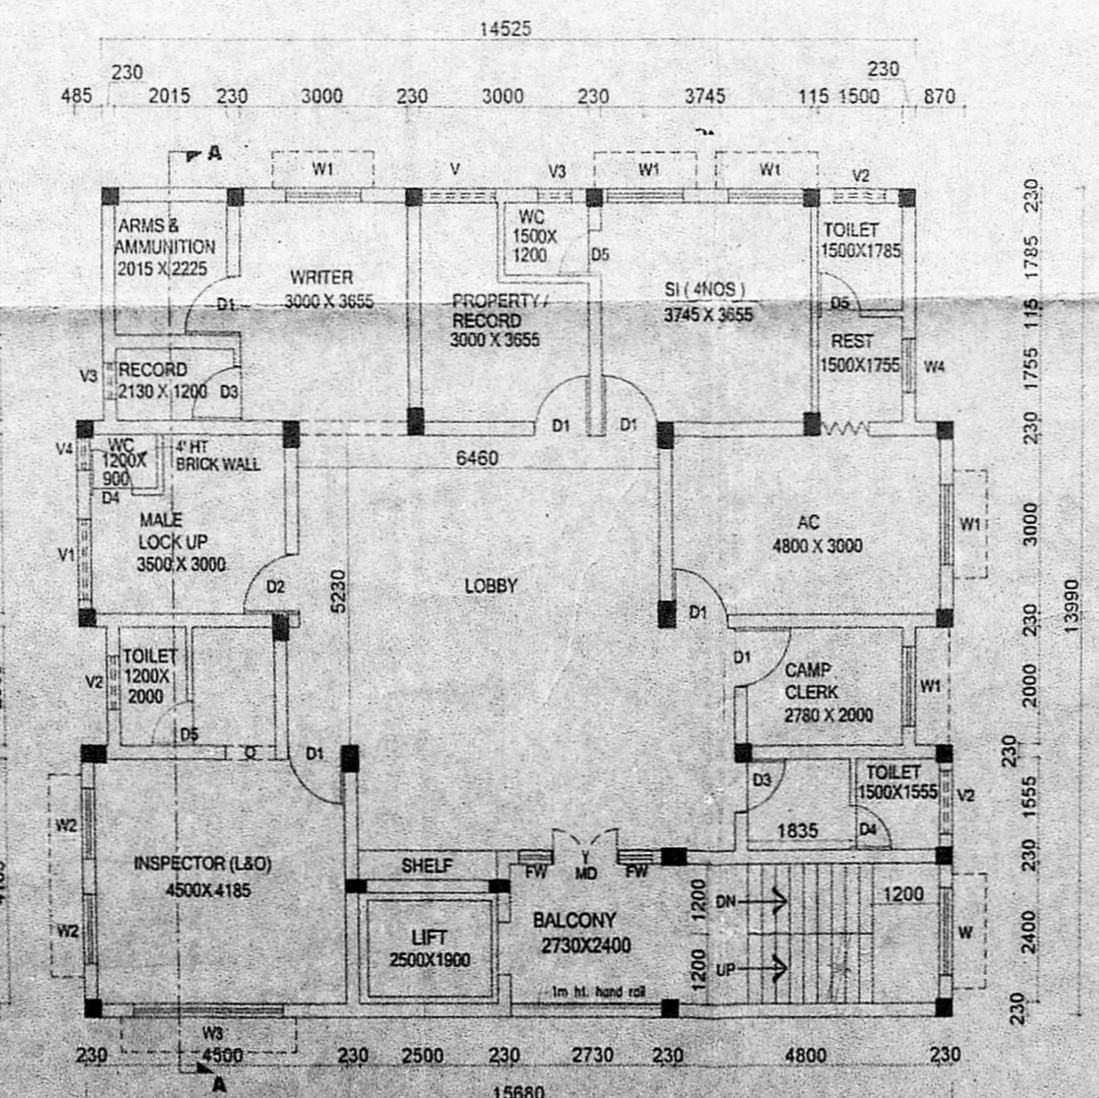 14525
230
230
485 2015 230 3000 230 3000 230 3745 115 1500 870
A
W1 V V3 W1 W1 V2
ARMS &
AMMUNITION
2015 X 2225
WC
1500X
1200
TOILET
1500X1785
D5
WRITER
3000 X 3655
PROPERTY /
RECORD
3000 X 3655
SI ( 4NOS )
3745 X 3655
D1
D5
REST
1500X1755
W4
V3
RECORD
2130 X 1200
D3
D1
D1
V4
WC
1200X
900
4' HT
BRICK WALL
D4
6460
MALE
LOCK UP
3500 X 3000
V1
D2
5230
LOBBY
AC
4800 X 3000
W1
D1
TOILET
1200X
2000
V2
D5
O
D1
D1
CAMP
CLERK
2780 X 2000
W1
D3
TOILET
1500X1555
V2
1835
D4
W2
INSPECTOR (L&O)
4500X4185
W2
SHELF
FW
MD
FW
LIFT
2500X1900
BALCONY
2730X2400
1m ht. hand rail
1200
1200
DN
UP
1200
W
W3
230
1785
115
1755
230
3000
230
2000
230
1555
230
2400
230
13990
230 4500 230 2500 230 2730 230 4800 230
A
15680